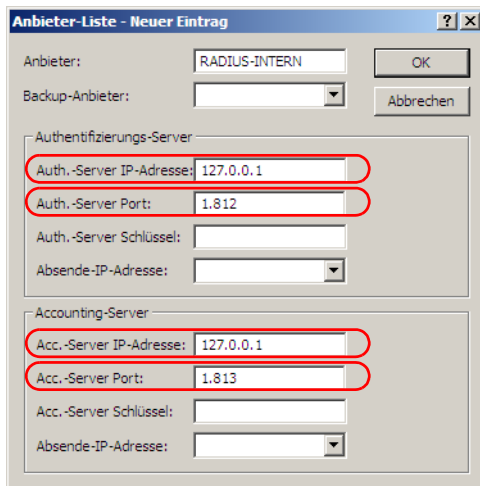 Anbieter-Liste - Neuer Eintrag
Anbieter: RADIUS-INTERN OK
Backup-Anbieter: Abbrechen
Authentifizierungs-Server
Auth.-Server IP-Adresse: 127.0.0.1
Auth.-Server Port: 1.812
Auth.-Server Schlüssel:
Absende-IP-Adresse:
Accounting-Server
Acc.-Server IP-Adresse: 127.0.0.1
Acc.-Server Port: 1.813
Acc.-Server Schlüssel:
Absende-IP-Adresse: